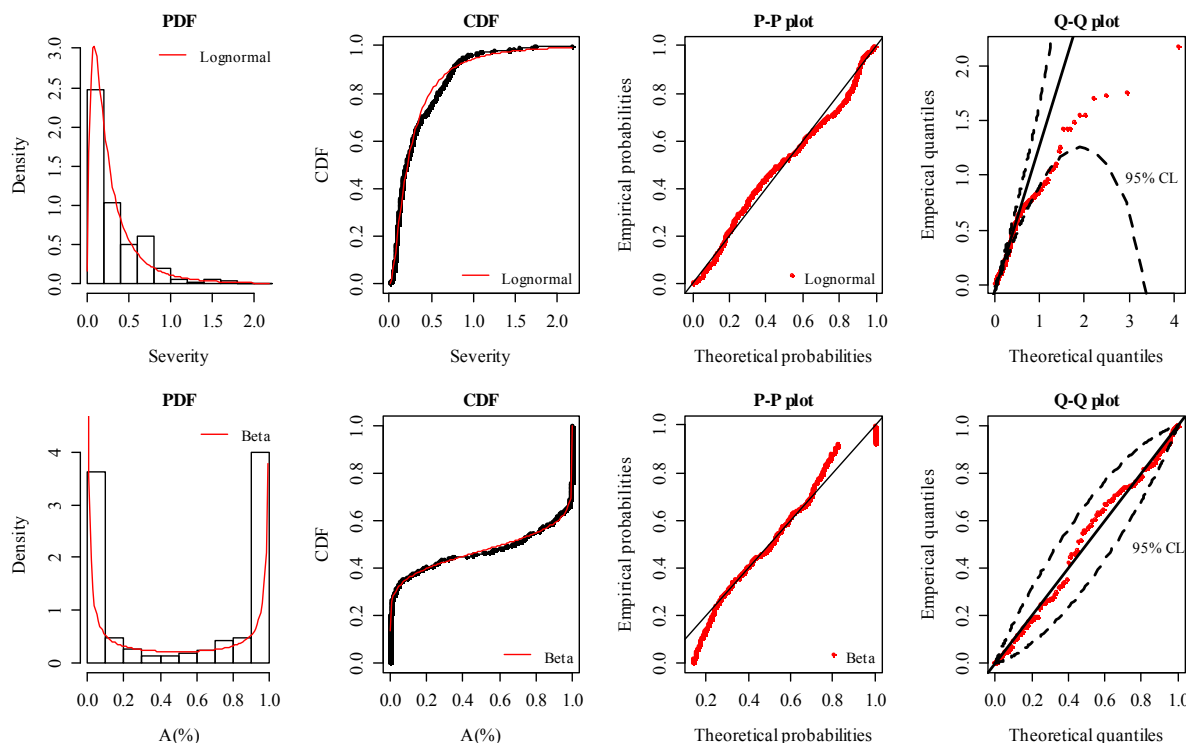 PDF
CDF
P-P plot
Q-Q plot
Lognormal
Density
0.0 0.5 1.0 1.5 2.0 2.5 3.0
0.0 0.5 1.0 1.5 2.0
Severity
CDF
0.0 0.2 0.4 0.6 0.8 1.0
Lognormal
0.0 0.5 1.0 1.5 2.0
Severity
Empirical probabilities
0.0 0.2 0.4 0.6 0.8 1.0
Lognormal
0.0 0.2 0.4 0.6 0.8 1.0
Theoretical probabilities
Emperical quantiles
0.0 0.5 1.0 1.5 2.0
95% CL
0 1 2 3 4
Theoretical quantiles
PDF
CDF
P-P plot
Q-Q plot
Beta
Density
0 1 2 3 4
0.0 0.2 0.4 0.6 0.8 1.0
A(%)
CDF
0.0 0.2 0.4 0.6 0.8 1.0
Beta
0.0 0.2 0.4 0.6 0.8 1.0
A(%)
Empirical probabilities
0.0 0.2 0.4 0.6 0.8 1.0
Beta
0.2 0.4 0.6 0.8 1.0
Theoretical probabilities
Emperical quantiles
0.0 0.2 0.4 0.6 0.8 1.0
95% CL
0.0 0.2 0.4 0.6 0.8 1.0
Theoretical quantiles